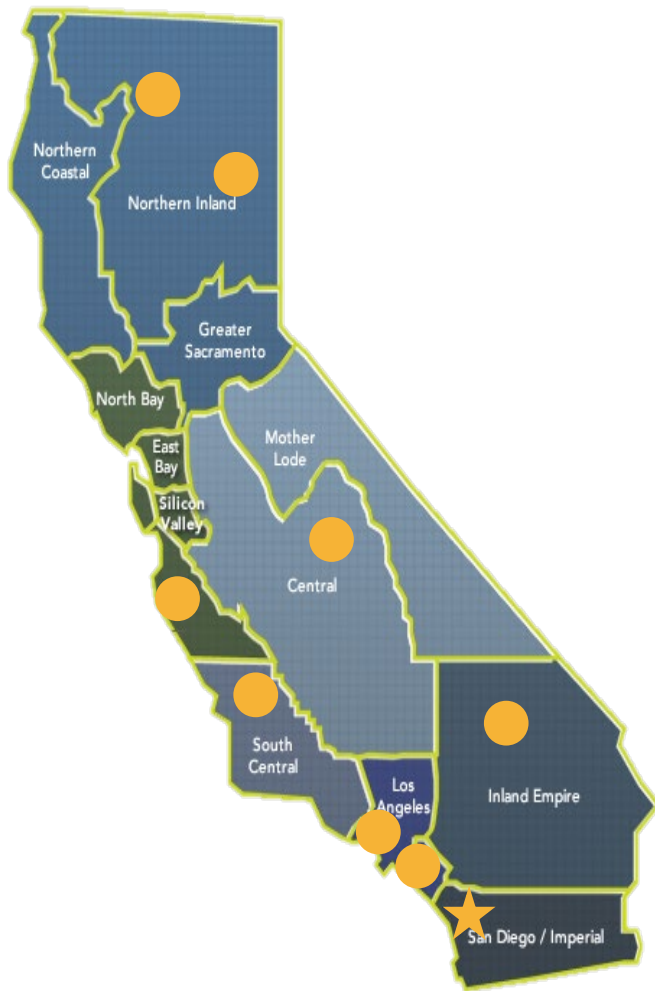 Northern
Coastal
Northern Inland
Greater
Sacramento
North Bay
East
Bay
Mother
Lode
Silicon
Valley
Central
South
Central
Los
Angeles
Inland Empire
San Diego / Imperial